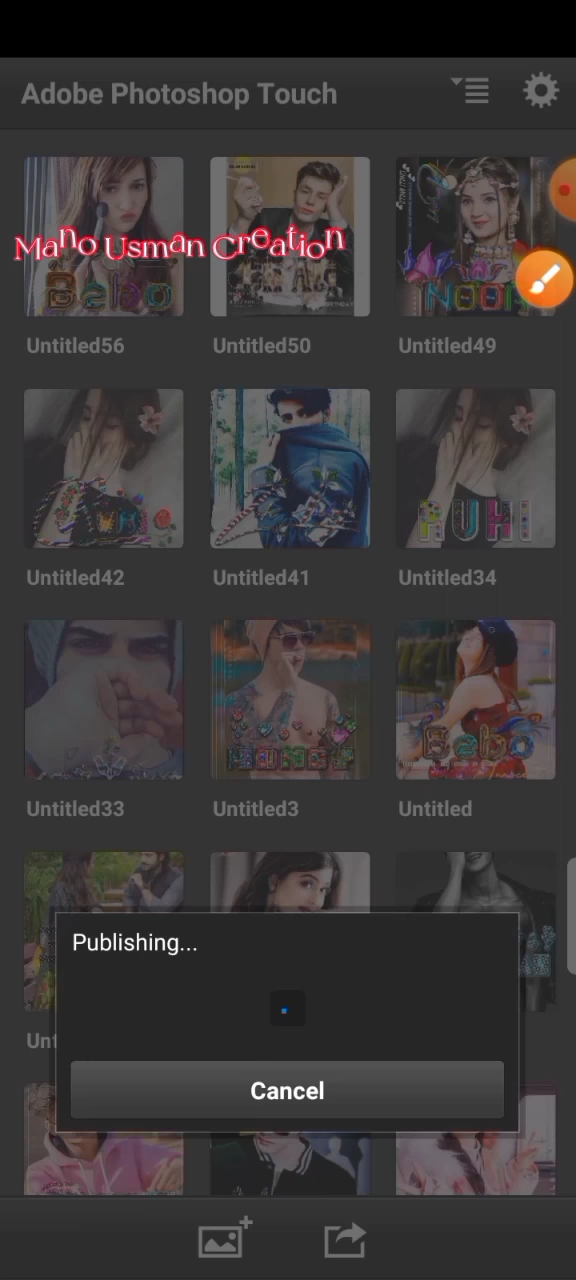 Adobe Photoshop Touch
Mano Usman Creation
Bebo
NOOR
Untitled56
Untitled50
Untitled49
RUHI
Untitled42
Untitled41
Untitled34
Bebo
Untitled33
Untitled3
Untitled
Publishing...
Unt
Cancel